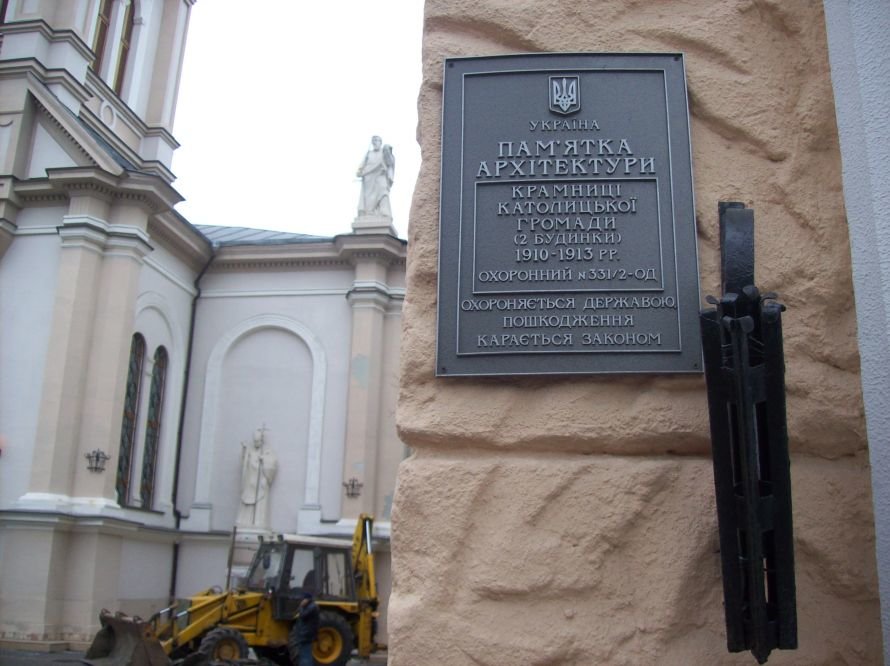 УКРАЇНА
ПАМ'ЯТКА
АРХІТЕКТУРИ
КРАМНИЦІ
КАТОЛИЦЬКОЇ
ГРОМАДИ
(2 БУДИНКИ)
1910-1913 РР.
ОХОРОННИЙ N 331/2-ОД
ОХОРОНЯЄТЬСЯ ДЕРЖАВОЮ,
ПОШКОДЖЕННЯ
КАРАЄТЬСЯ ЗАКОНОМ